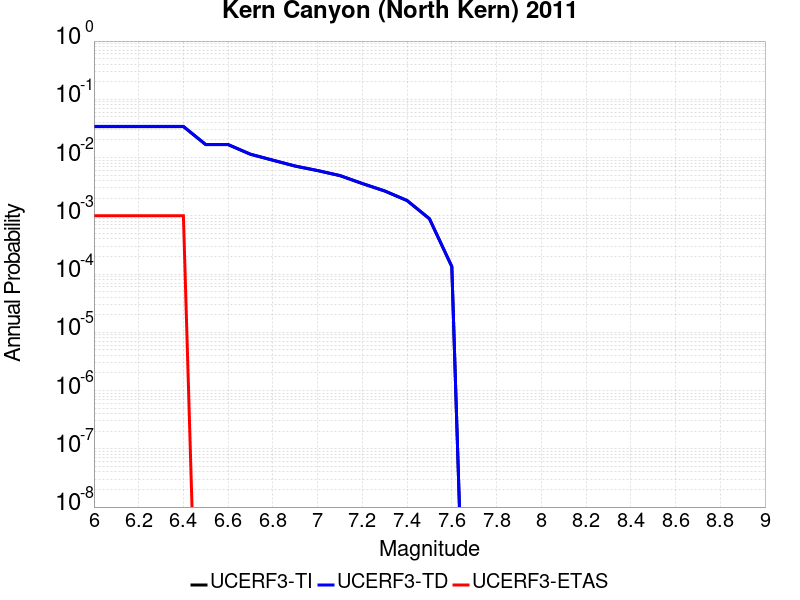 Kern Canyon (North Kern) 2011
10^0
10^-1
10^-2
10^-3
10^-4
10^-5
10^-6
10^-7
10^-8
Annual Probability
6 6.2 6.4 6.6 6.8 7 7.2 7.4 7.6 7.8 8 8.2 8.4 8.6 8.8 9
Magnitude
UCERF3-TI UCERF3-TD UCERF3-ETAS